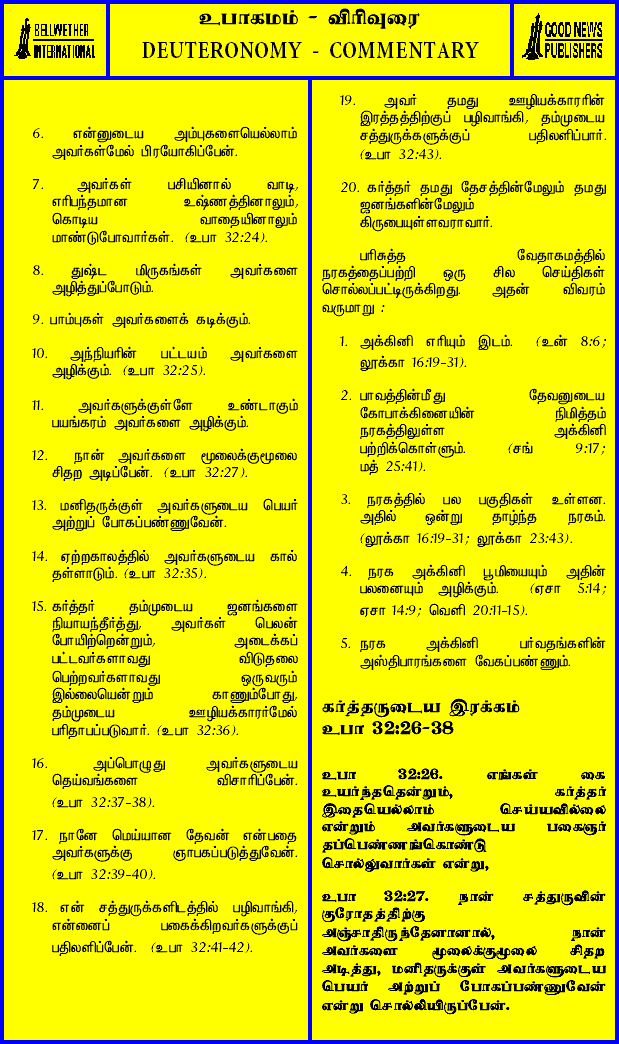 BELLWETHER
INTERNATIONAL
உபாகமம் - விரிவுரை
DEUTERONOMY - COMMENTARY
GOOD NEWS
PUBLISHERS
6. என்னுடைய அம்புகளையெல்லாம்
அவர்கள்மேல் பிரயோகிப்பேன்.
7. அவர்கள் பசியினால் வாடி,
எரிபந்தமான உஷ்ணத்தினாலும்,
கொடிய வாதையினாலும்
மாண்டுபோவார்கள். (உபா 32:24).
8. துஷ்ட மிருகங்கள் அவர்களை
அழித்துப்போடும்.
9. பாம்புகள் அவர்களைக் கடிக்கும்.
10. அந்நியரின் பட்டயம் அவர்களை
அழிக்கும். (உபா 32:25).
11. அவர்களுக்குள்ளே உண்டாகும்
பயங்கரம் அவர்களை அழிக்கும்.
12. நான் அவர்களை மூலைக்குமூலை
சிதற அடிப்பேன். (உபா 32:27).
13. மனிதருக்குள் அவர்களுடைய பெயர்
அற்றுப் போகப்பண்ணுவேன்.
14. ஏற்றகாலத்தில் அவர்களுடைய கால்
தள்ளாடும். (உபா 32:35).
15. கர்த்தர் தம்முடைய ஜனங்களை
நியாயந்தீர்த்து, அவர்கள் பெலன்
போயிற்றென்றும், அடைக்கப்
பட்டவர்களாவது விடுதலை
பெற்றவர்களாவது ஒருவரும்
இல்லையென்றும் காணும்போது,
தம்முடைய ஊழியக்காரர்மேல்
பரிதாபப்படுவார். (உபா 32:36).
16. அப்பொழுது அவர்களுடைய
தெய்வங்களை விசாரிப்பேன்.
(உபா 32:37-38).
17. நானே மெய்யான தேவன் என்பதை
அவர்களுக்கு ஞாபகப்படுத்துவேன்.
(உபா 32:39-40).
18. என் சத்துருக்களிடத்தில் பழிவாங்கி,
என்னைப் பகைக்கிறவர்களுக்குப்
பதிலளிப்பேன். (உபா 32:41-42).
19. அவர் தமது ஊழியக்காரரின்
இரத்தத்திற்குப் பழிவாங்கி, தம்முடைய
சத்துருக்களுக்குப் பதிலளிப்பார்.
(உபா 32:43).
20. கர்த்தர் தமது தேசத்தின்மேலும் தமது
ஜனங்களின்மேலும்
கிருபையுள்ளவராவார்.
பரிசுத்த வேதாகமத்தில்
நரகத்தைப்பற்றி ஒரு சில செய்திகள்
சொல்லப்பட்டிருக்கிறது. அதன் விவரம்
வருமாறு :
1. அக்கினி எரியும் இடம். (உன் 8:6;
லூக்கா 16:19-31).
2. பாவத்தின்மீது தேவனுடைய
கோபாக்கினையின் நிமித்தம்
நரகத்திலுள்ள அக்கினி
பற்றிக்கொள்ளும். (சங் 9:17;
மத் 25:41).
3. நரகத்தில் பல பகுதிகள் உள்ளன.
அதில் ஒன்று தாழ்ந்த நரகம்.
(லூக்கா 16:19-31; லூக்கா 23:43).
4. நரக அக்கினி பூமியையும் அதின்
பலனையும் அழிக்கும். (ஏசா 5:14;
ஏசா 14:9; வெளி 20:11-15).
5. நரக அக்கினி பர்வதங்களின்
அஸ்திபாரங்களை வேகப்பண்ணும்.
கர்த்தருடைய இரக்கம்
உபா 32:26-38
உபா 32:26. எங்கள் கை
உயர்ந்ததென்றும், கர்த்தர்
இதையெல்லாம் செய்யவில்லை
என்றும் அவர்களுடைய பகைஞர்
தப்பெண்ணங்கொண்டு
சொல்லுவார்கள் என்று,
உபா 32:27. நான் சத்துருவின்
குரோதத்திற்கு
அஞ்சாதிருந்தேனானால், நான்
அவர்களை மூலைக்குமூலை சிதற
அடித்து, மனிதருக்குள் அவர்களுடைய
பெயர் அற்றுப் போகப்பண்ணுவேன்
என்று சொல்லியிருப்பேன்.